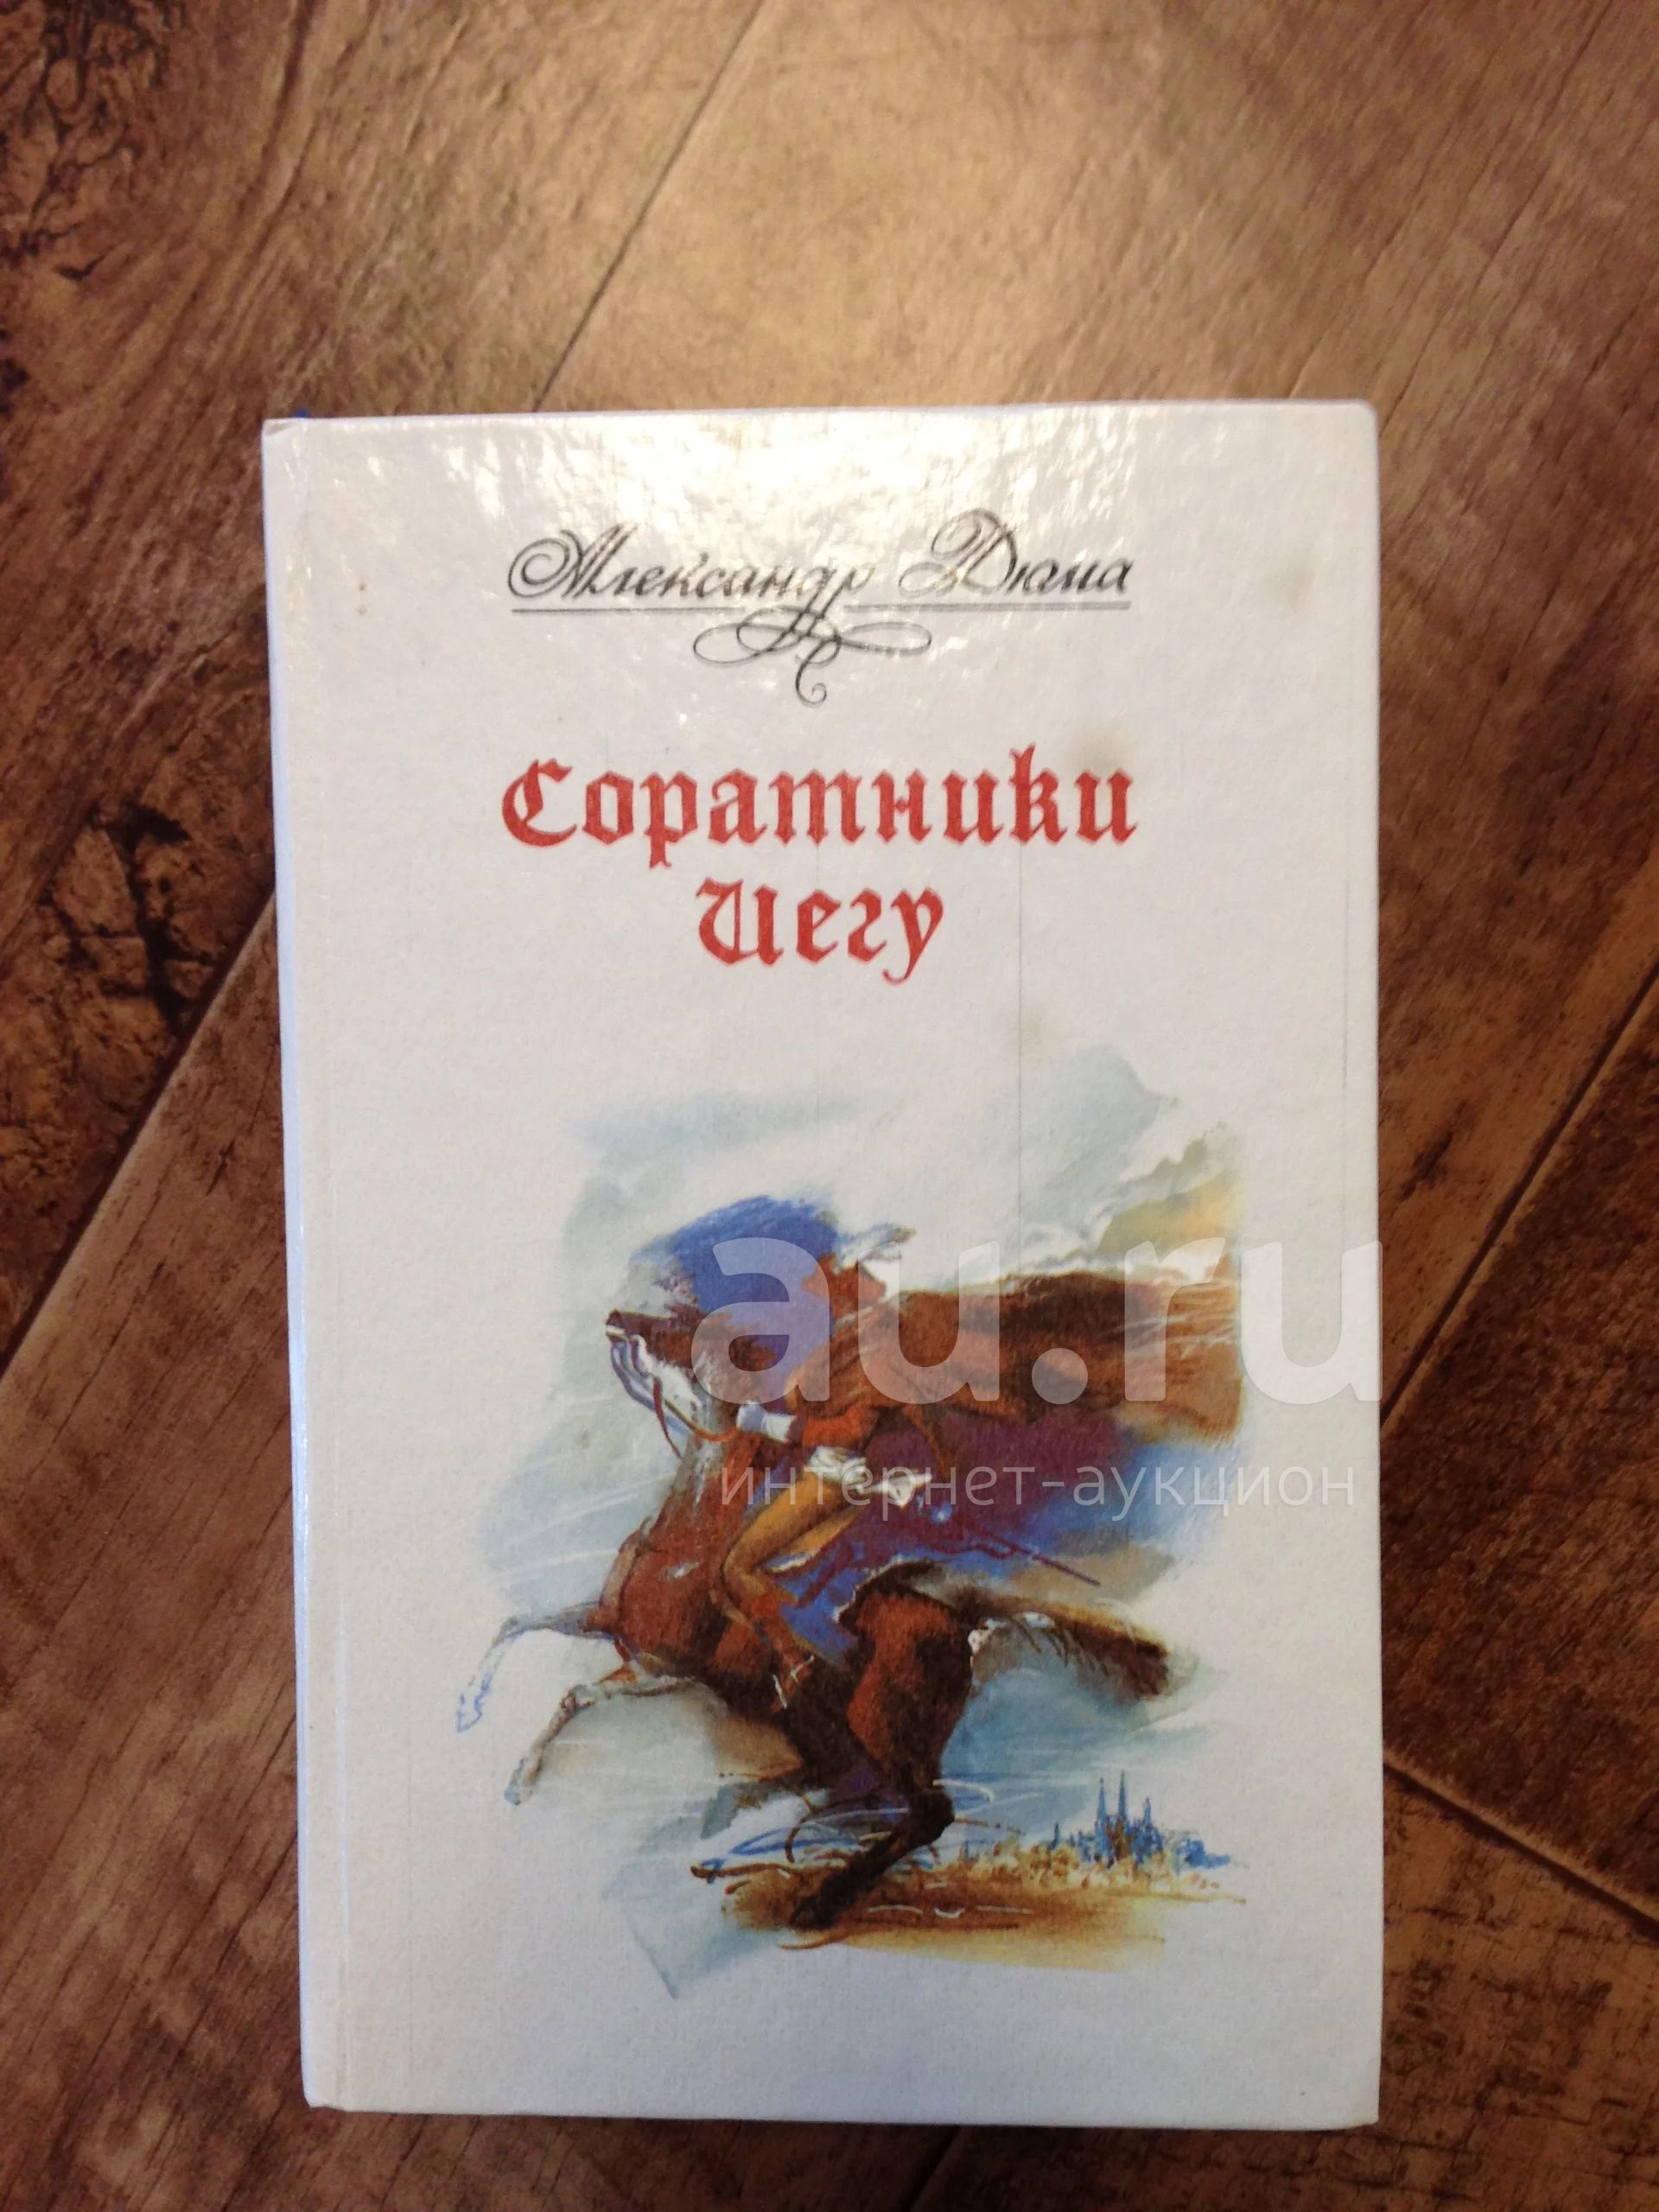 Александр Дюма
Соратники
Иегу
au.ru
интернет-аукцион